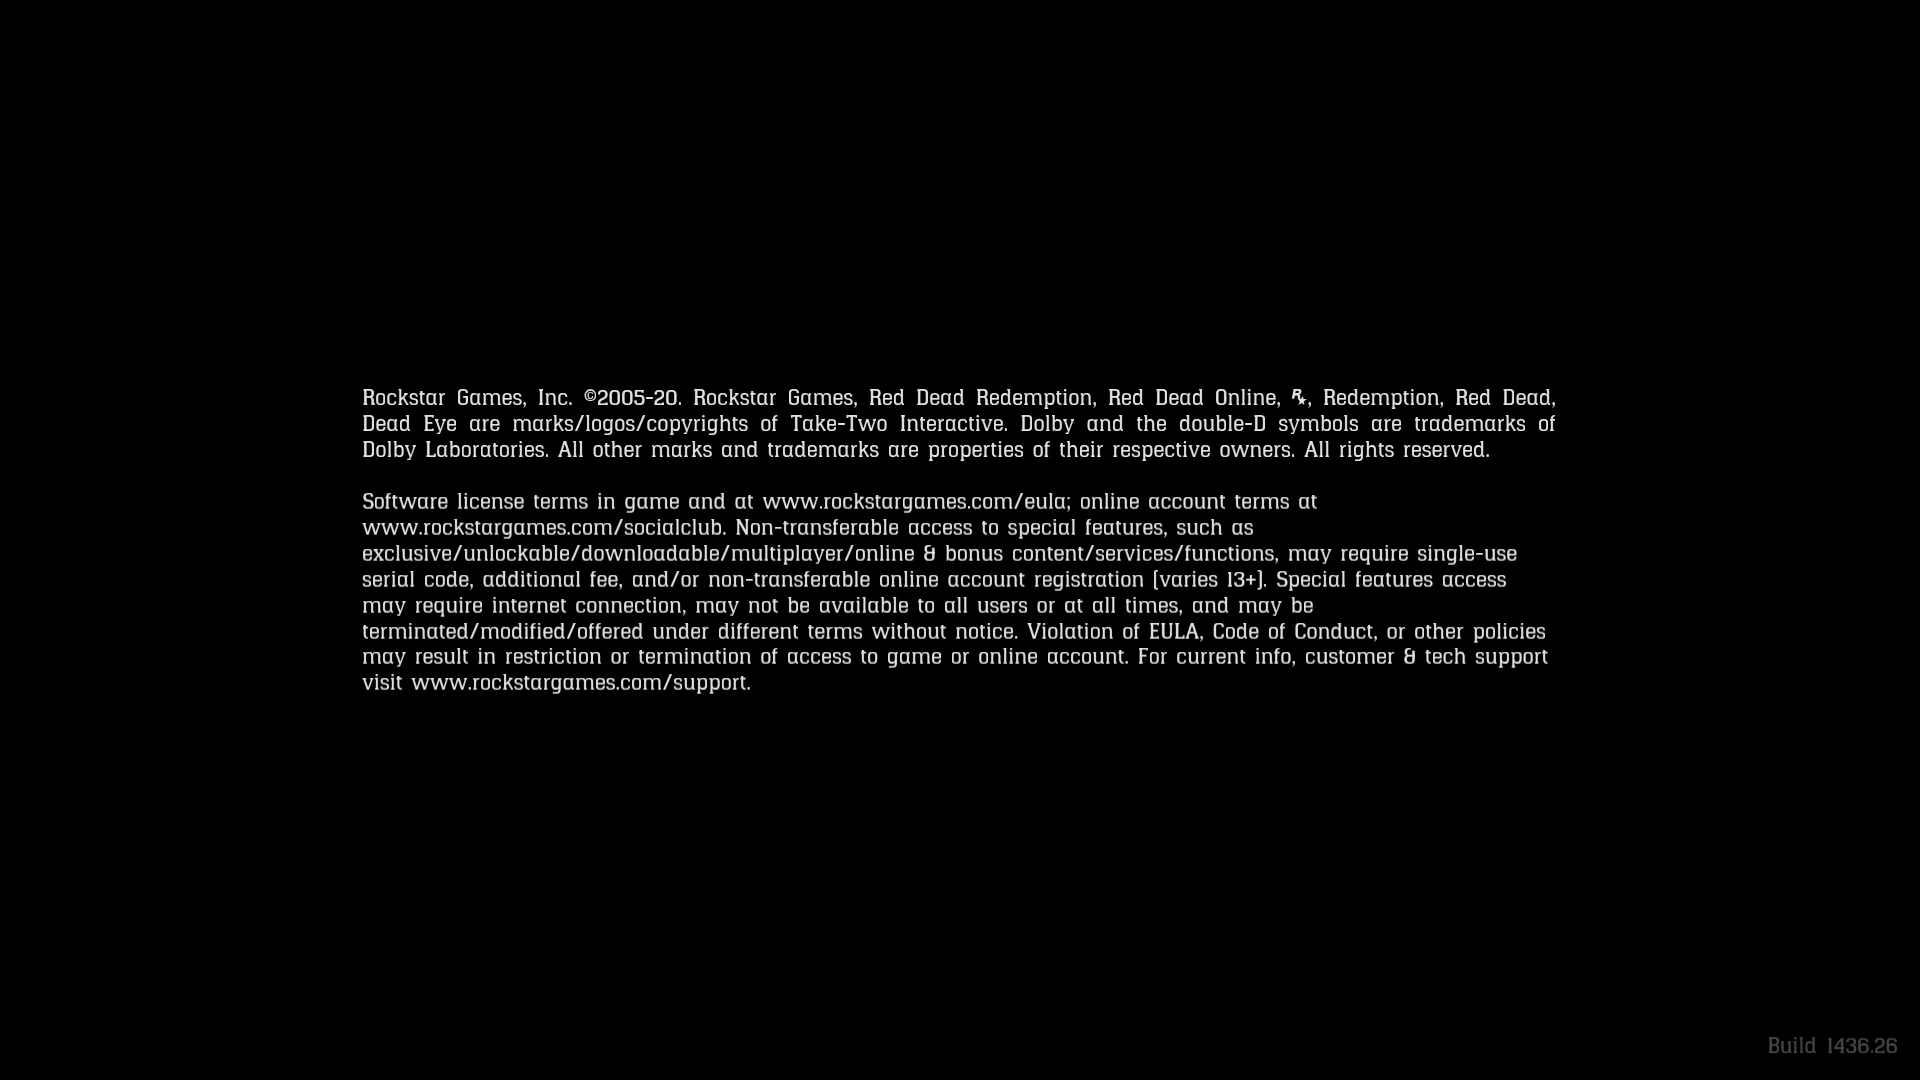 Rockstar Games, Inc. ©2005-20. Rockstar Games, Red Dead Redemption, Red Dead Online, R★, Redemption, Red Dead,
Dead Eye are marks/logos/copyrights of Take-Two Interactive. Dolby and the double-D symbols are trademarks of
Dolby Laboratories. All other marks and trademarks are properties of their respective owners. All rights reserved.
Software license terms in game and at www.rockstargames.com/eula; online account terms at
www.rockstargames.com/socialclub. Non-transferable access to special features, such as
exclusive/unlockable/downloadable/multiplayer/online & bonus content/services/functions, may require single-use
serial code, additional fee, and/or non-transferable online account registration (varies 13+). Special features access
may require internet connection, may not be available to all users or at all times, and may be
terminated/modified/offered under different terms without notice. Violation of EULA, Code of Conduct, or other policies
may result in restriction or termination of access to game or online account. For current info, customer & tech support
visit www.rockstargames.com/support.
Build 1436.26